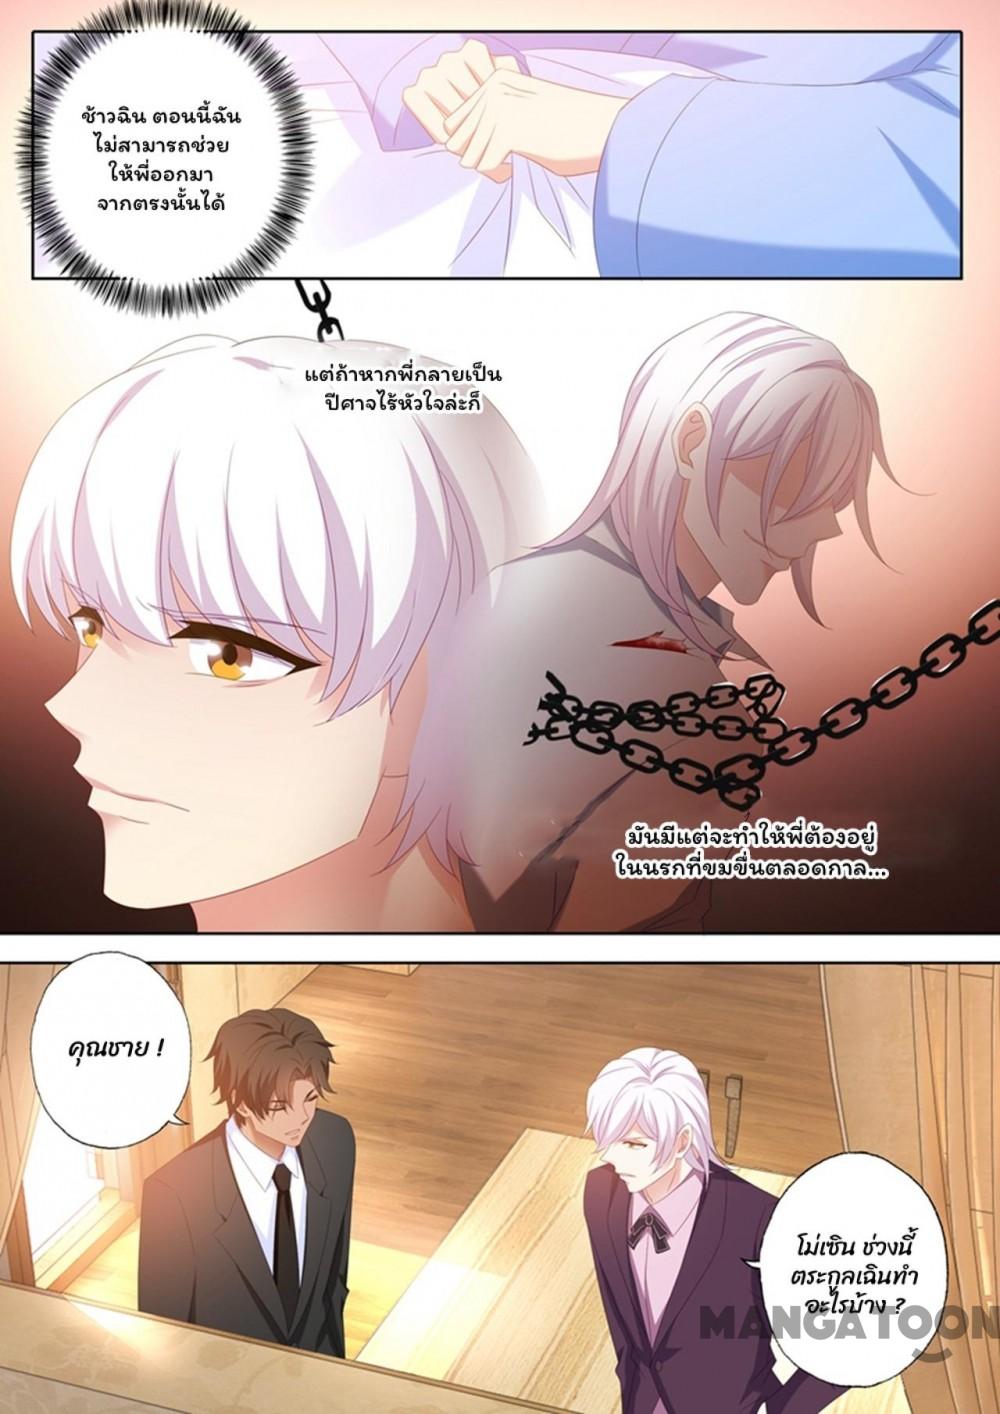 ช้าวฉิน ตอนนี้ฉัน
ไม่สามารถช่วย
ให้พี่ออกมา
จากตรงนั้นได้
แต่ถ้าหากพี่กลายเป็น
ปีศาจไร้หัวใจล่ะก็
มันมีแต่จะทำให้พี่ต้องอยู่
ในนรกที่ขมขื่นตลอดกาล...
คุณชาย !
โม่เซิน ช่วงนี้
ตระกูลเฉินทำ
อะไรบ้าง ?
MANGATOON